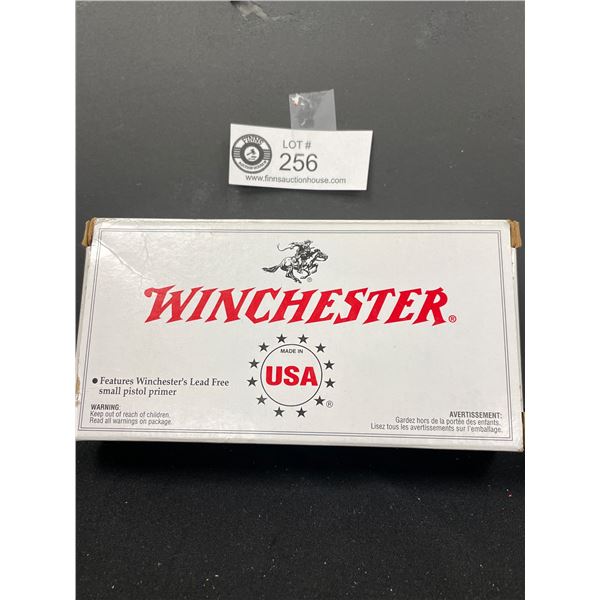 LOT #
256
www.finnsauctionhouse.com
WINCHESTER®
MADE IN
USA
®
• Features Winchester's Lead Free
small pistol primer
WARNING:
Keep out of reach of children.
Read all warnings on package.
AVERTISSEMENT:
Gardez hors de la portée des enfants.
Lisez tous les avertissements sur l'emballage.